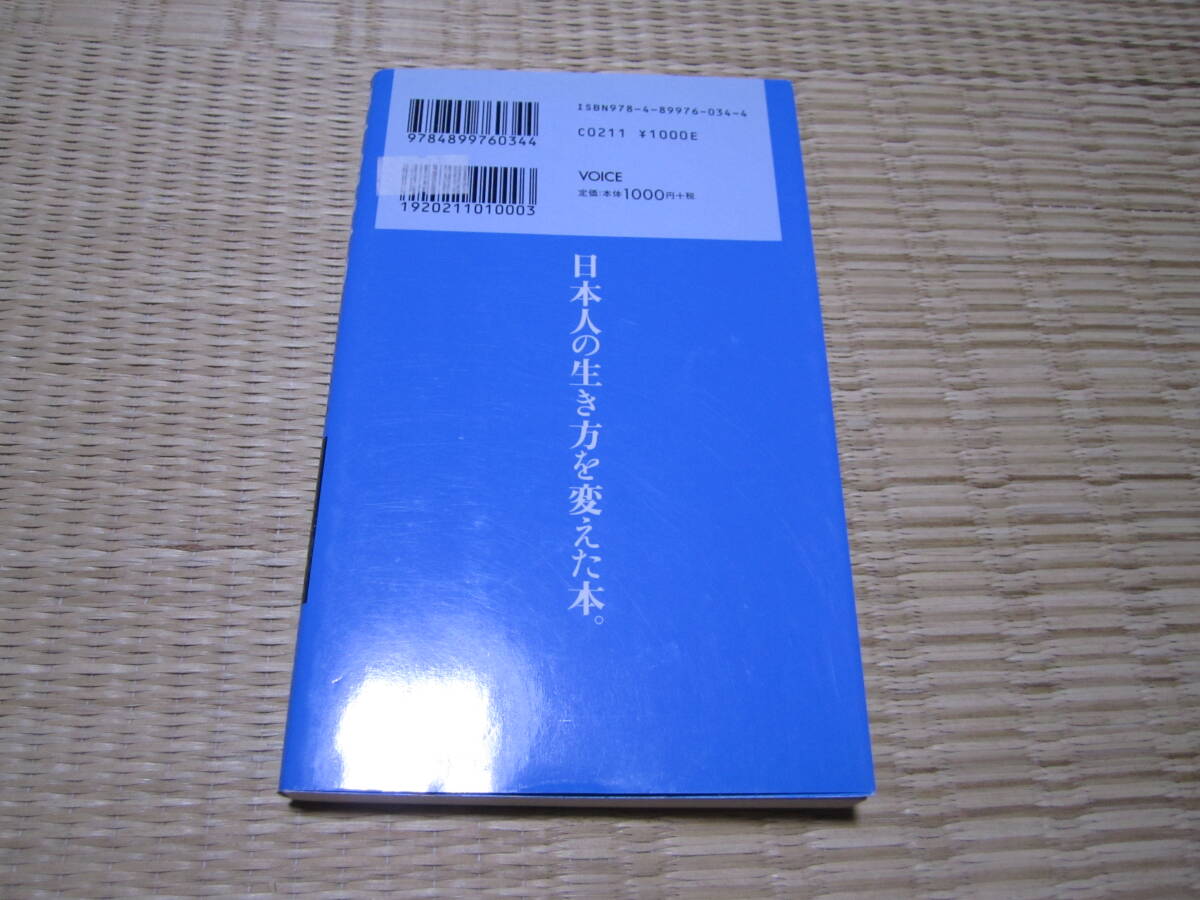 ISBN978-4-89976-034-4
9784899760344
C0211 ¥1000E
VOICE
定価:本体1000円+税
1920211010003
日本人の生き方を変えた本。